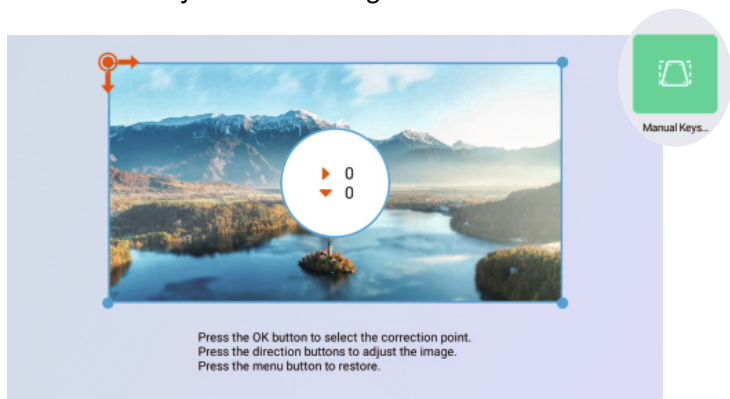 Manual Keys...
0
0
Press the OK button to select the correction point.
Press the direction buttons to adjust the image.
Press the menu button to restore.